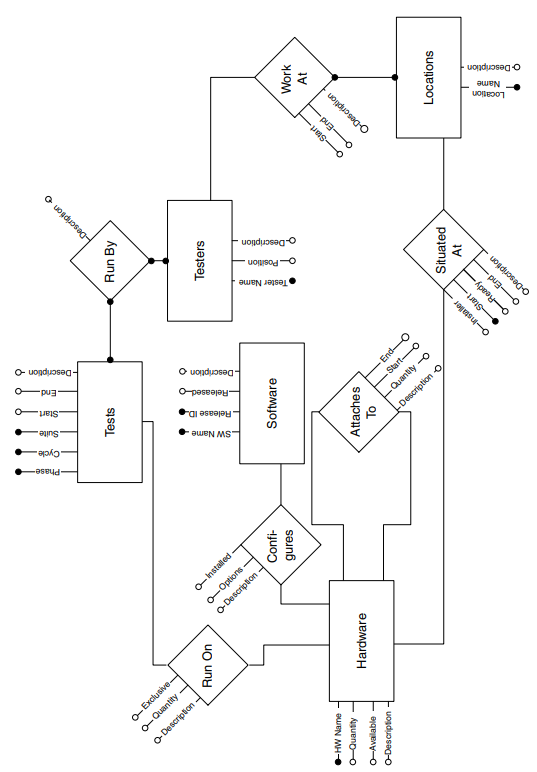 Locations
Description
Location
Name
Work
At
Start
End
Description
Description
Run By
Testers
Description
Position
Tester Name
Situated
At
Description
End
Ready
Start
Installer
Tests
Description
End
Start
Suite
Cycle
Phase
Software
Description
Released
Release ID
SW Name
Attaches
To
End
Start
Quantity
Description
Confi-
gures
Installed
Options
Description
Run On
Exclusive
Quantity
Description
Hardware
HW Name
Quantity
Available
Description